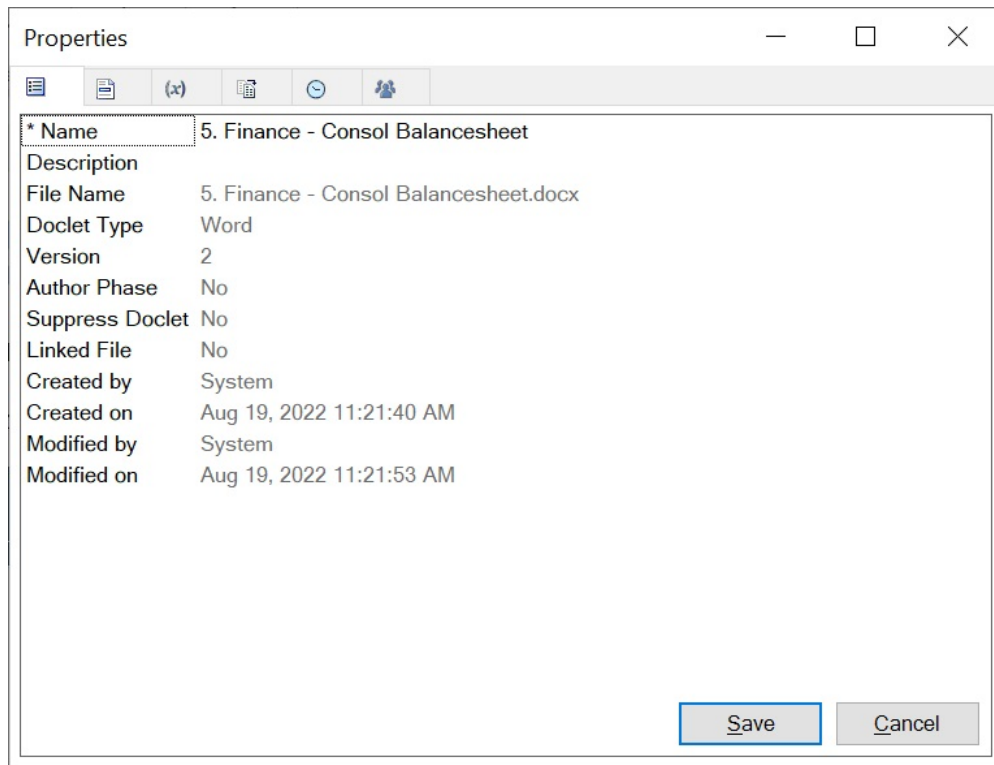 Properties
(x)
* Name 5. Finance - Consol Balancesheet
Description
File Name 5. Finance - Consol Balancesheet.docx
Doclet Type Word
Version 2
Author Phase No
Suppress Doclet No
Linked File No
Created by System
Created on Aug 19, 2022 11:21:40 AM
Modified by System
Modified on Aug 19, 2022 11:21:53 AM
Save Cancel